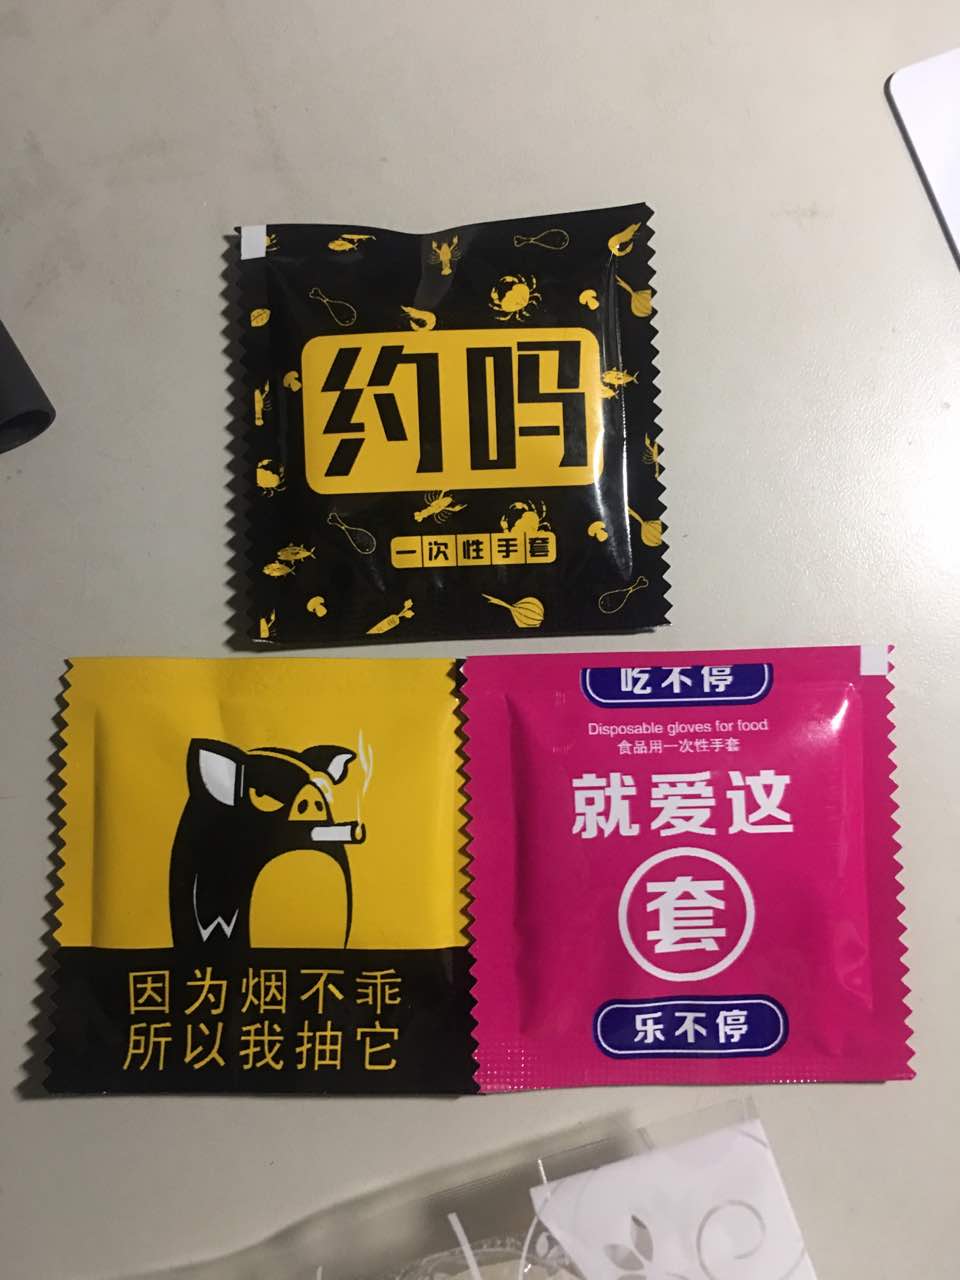 约吗
一次性手套
因为烟不乖
所以我抽它
吃不停
Disposable gloves for food
食品用一次性手套
就爱这
套
乐不停